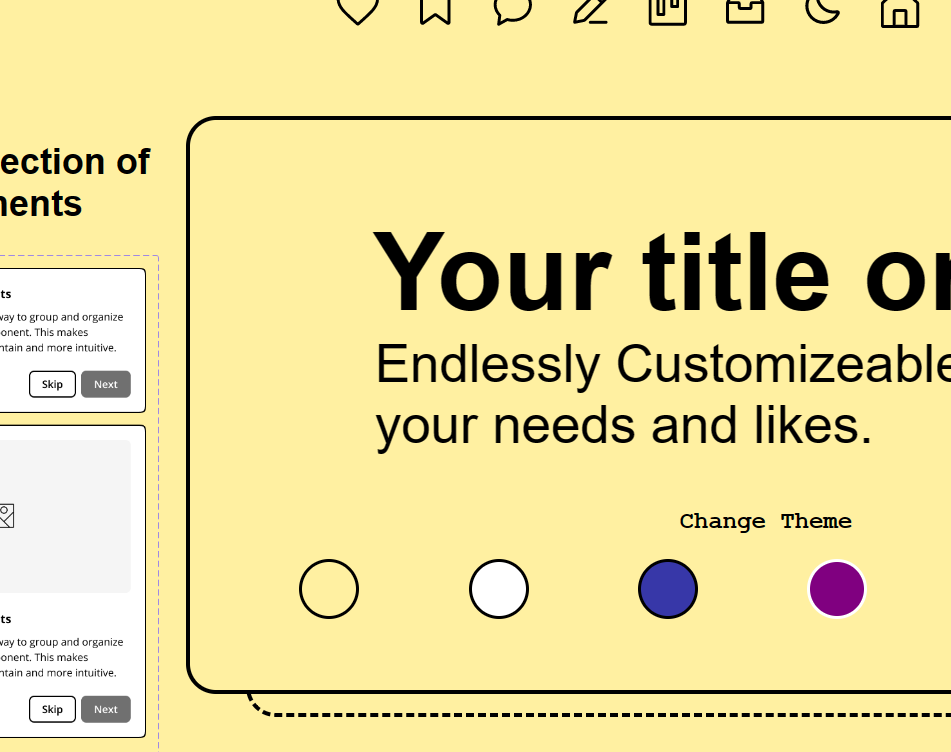 ection of
ents
ts
way to group and organize
onent. This makes
ntain and more intuitive.
Skip Next
ts
way to group and organize
onent. This makes
ntain and more intuitive.
Skip Next
Your title or
Endlessly Customizeable
your needs and likes.
Change Theme